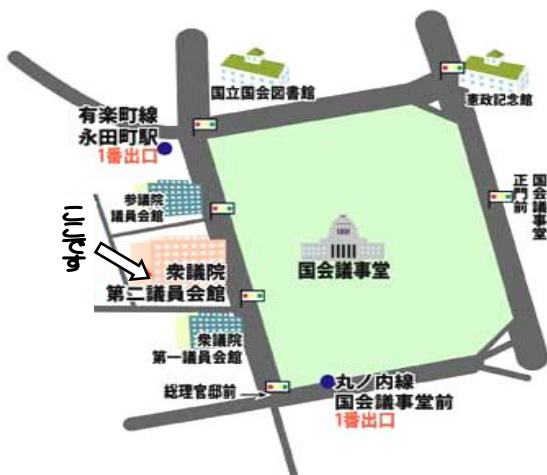 国立国会図書館
憲政記念館
有楽町線
永田町駅
1番出口
国会議事堂
正門前
参議院
議員会館
ここです
国会議事堂
衆議院
第二議員会館
衆議院
第一議員会館
総理官邸前
丸ノ内線
国会議事堂前
1番出口